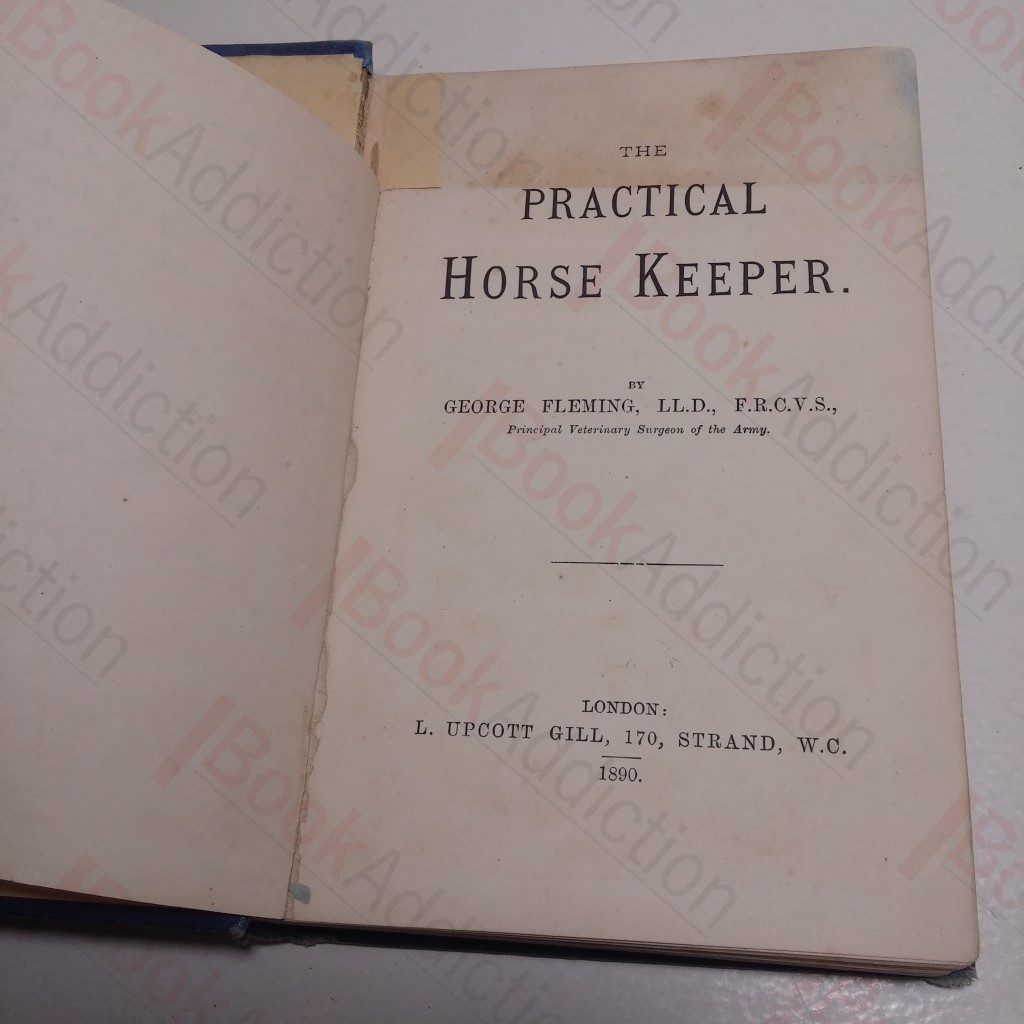 THE
PRACTICAL
HORSE KEEPER.
BY
GEORGE FLEMING, LL.D., F.R.C.V.S.,
Principal Veterinary Surgeon of the Army.
LONDON:
L. UPCOTT GILL, 170, STRAND, W.C.
1890.
BookAddiction